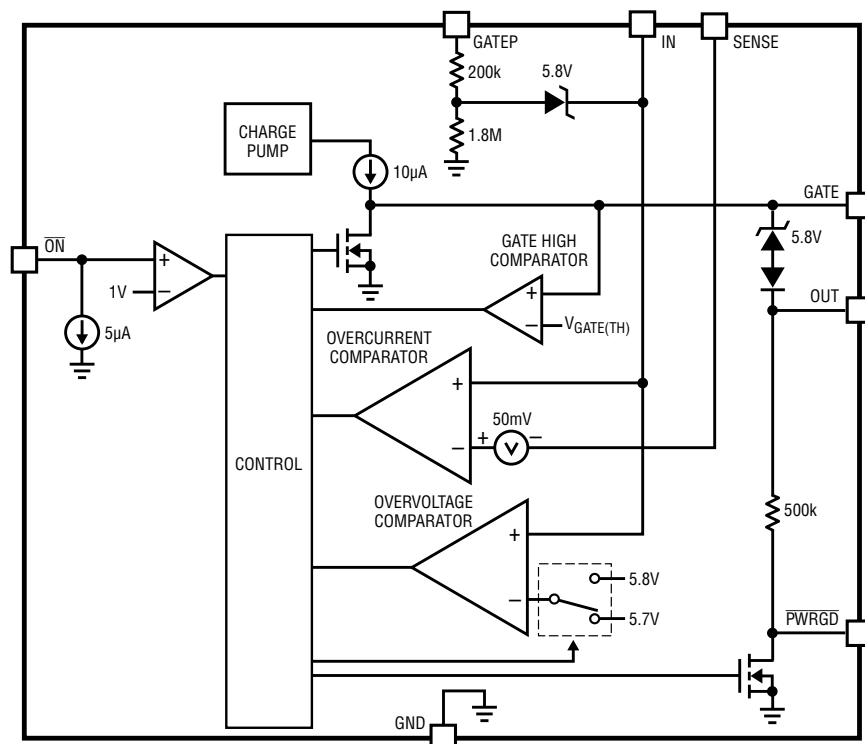 GATEP
IN
SENSE
200k
5.8V
1.8M
CHARGE
PUMP
10µA
GATE
ON
+
1V
–
5µA
GATE HIGH
COMPARATOR
+
–
VGATE(TH)
5.8V
OUT
OVERCURRENT
COMPARATOR
+
–
50mV
+
–
V
CONTROL
OVERVOLTAGE
COMPARATOR
+
–
5.8V
5.7V
500k
PWRGD
GND